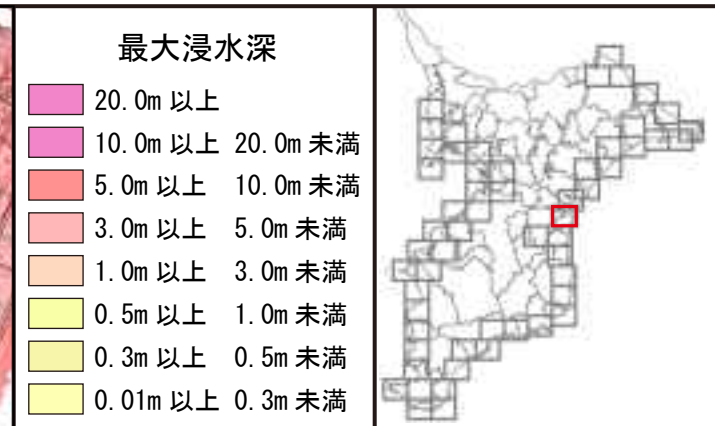 最大浸水深
20.0m 以上
10.0m 以上 20.0m 未満
5.0m 以上 10.0m 未満
3.0m 以上 5.0m 未満
1.0m 以上 3.0m 未満
0.5m 以上 1.0m 未満
0.3m 以上 0.5m 未満
0.01m 以上 0.3m 未満